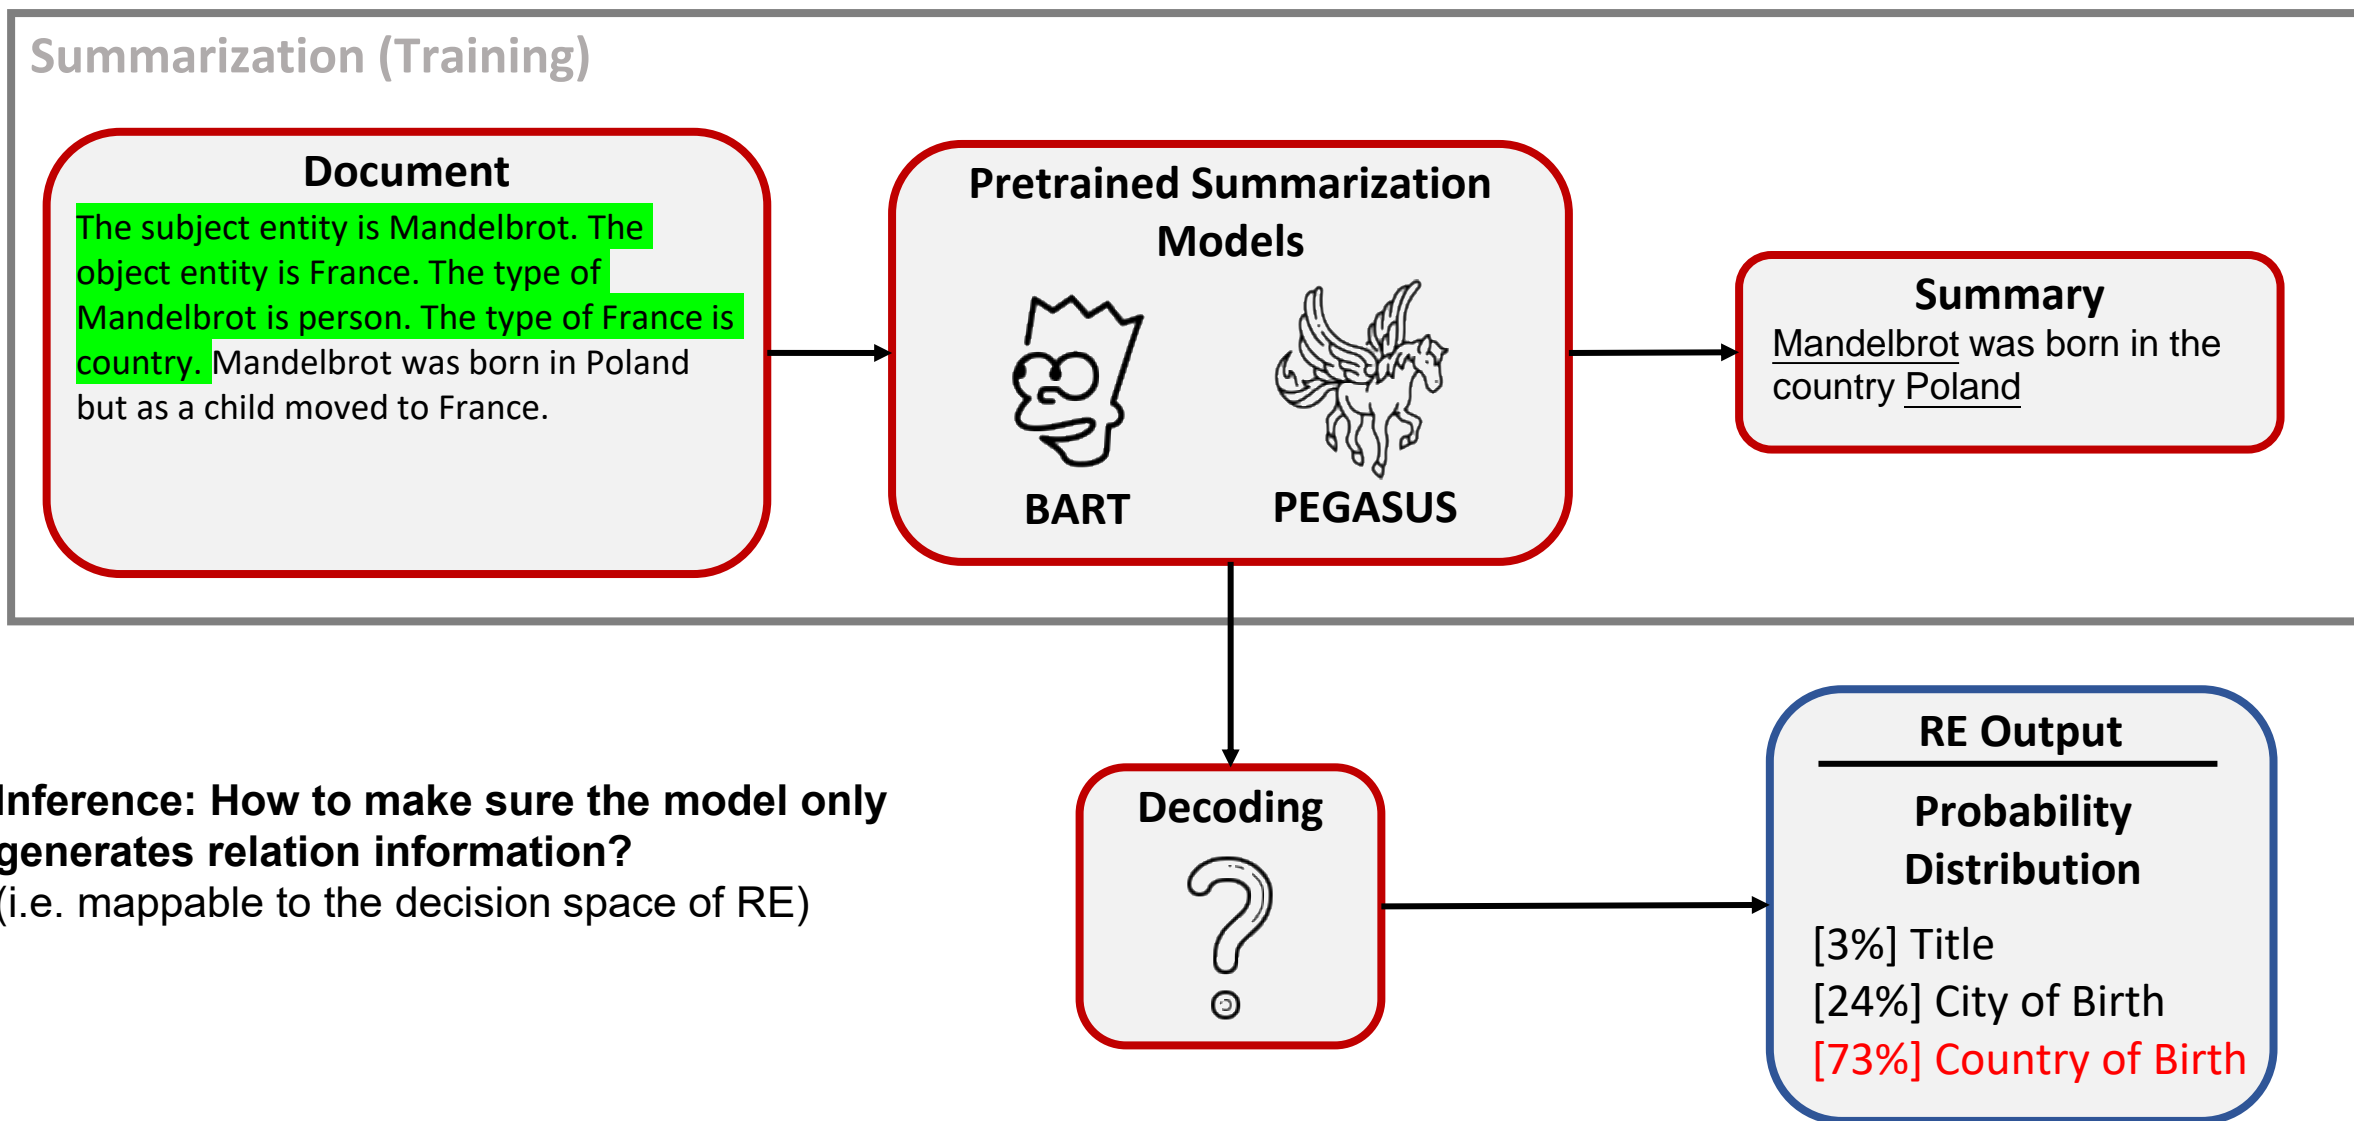 Summarization (Training)
Document
The subject entity is Mandelbrot. The
object entity is France. The type of
Mandelbrot is person. The type of France is
country. Mandelbrot was born in Poland
but as a child moved to France.
Pretrained Summarization
Models
BART
PEGASUS
Summary
Mandelbrot was born in the
country Poland
Inference: How to make sure the model only
generates relation information?
(i.e. mappable to the decision space of RE)
Decoding
RE Output
Probability
Distribution
[3%] Title
[24%] City of Birth
[73%] Country of Birth